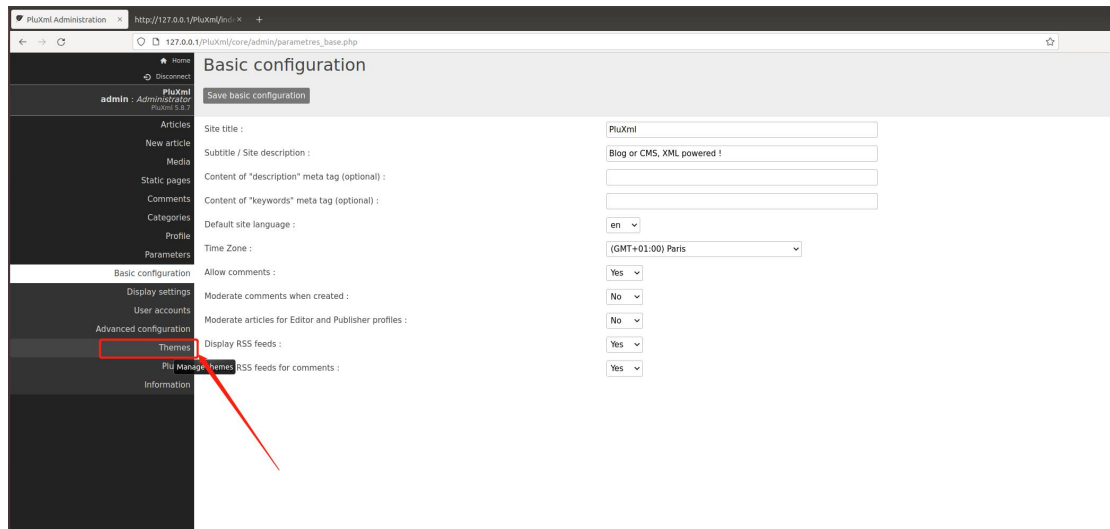 PluXml Administration × http://127.0.0.1/PluXml/ind × +
127.0.0.1/PluXml/core/admin/parametres_base.php
Home
Disconnect
PluXml
admin : Administrator
PluXml 5.8.7
Articles
New article
Media
Static pages
Comments
Categories
Profile
Parameters
Basic configuration
Display settings
User accounts
Advanced configuration
Themes
Plu
Manage themes
Information
Basic configuration
Save basic configuration
Site title : PluXml
Subtitle / Site description : Blog or CMS, XML powered !
Content of "description" meta tag (optional) :
Content of "keywords" meta tag (optional) :
Default site language : en
Time Zone : (GMT+01:00) Paris
Allow comments : Yes
Moderate comments when created : No
Moderate articles for Editor and Publisher profiles : No
Display RSS feeds : Yes
RSS feeds for comments : Yes